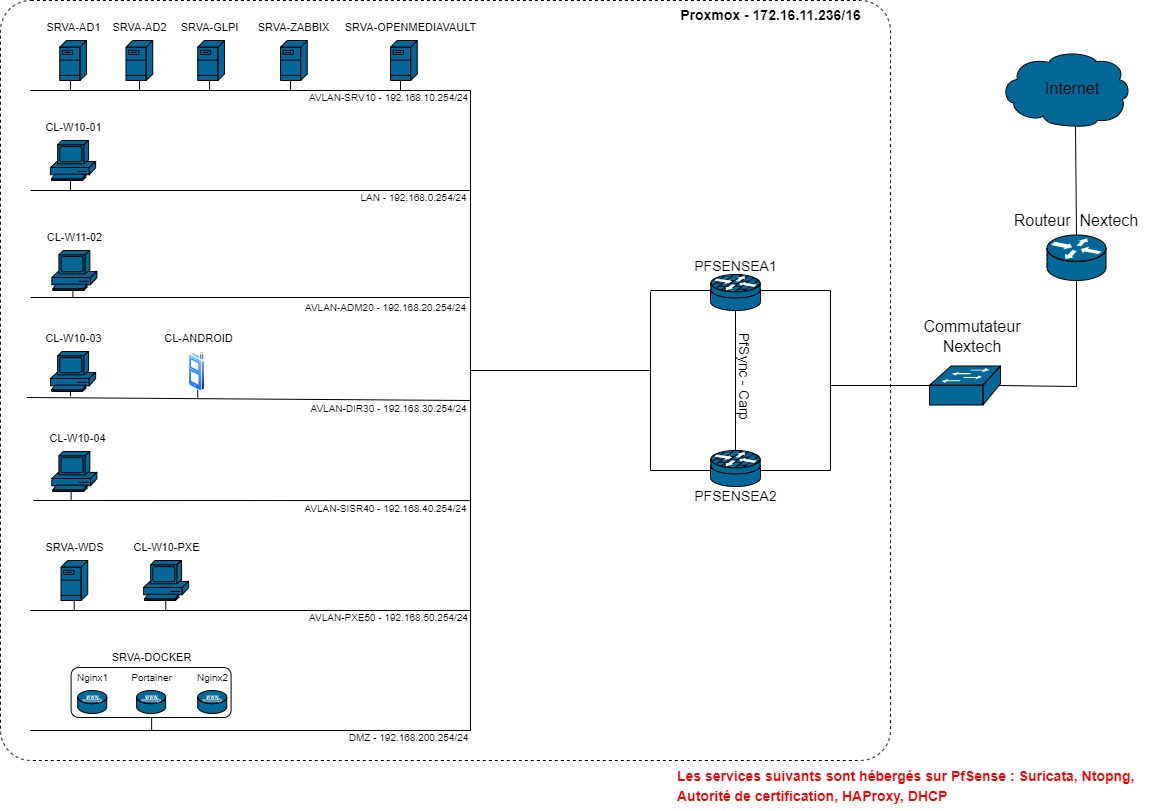 Proxmox - 172.16.11.236/16
SRVA-AD1 SRVA-AD2 SRVA-GLPI SRVA-ZABBIX SRVA-OPENMEDIAVAULT
AVLAN-SRV10 - 192.168.10.254/24
CL-W10-01
LAN - 192.168.0.254/24
CL-W11-02
AVLAN-ADM20 - 192.168.20.254/24
CL-W10-03 CL-ANDROID
AVLAN-DIR30 - 192.168.30.254/24
CL-W10-04
AVLAN-SISR40 - 192.168.40.254/24
SRVA-WDS CL-W10-PXE
AVLAN-PXE50 - 192.168.50.254/24
SRVA-DOCKER
Nginx1 Portainer Nginx2
WWW WWW WWW
DMZ - 192.168.200.254/24
PFSENSEA1
PfSync - Carp
PFSENSEA2
Internet
Routeur Nextech
Commutateur
Nextech
Les services suivants sont hébergés sur PfSense : Suricata, Ntopng,
Autorité de certification, HAProxy, DHCP